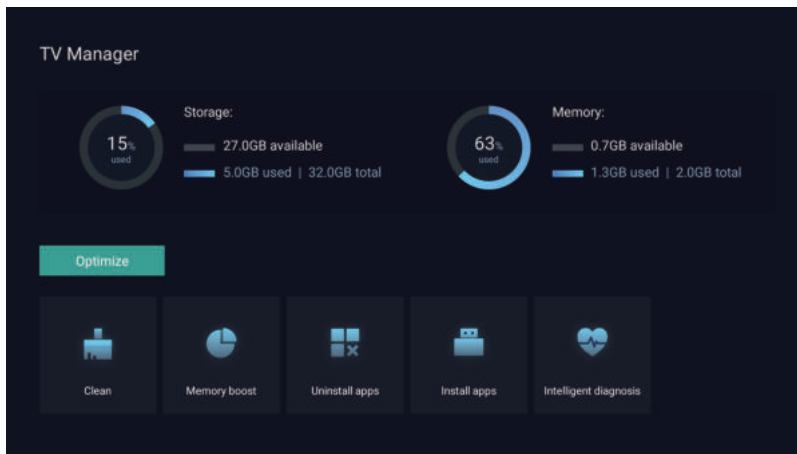 TV Manager
Storage:
15%
used
27.0GB available
5.0GB used | 32.0GB total
Memory:
63%
used
0.7GB available
1.3GB used | 2.0GB total
Optimize
Clean
Memory boost
Uninstall apps
Install apps
Intelligent diagnosis